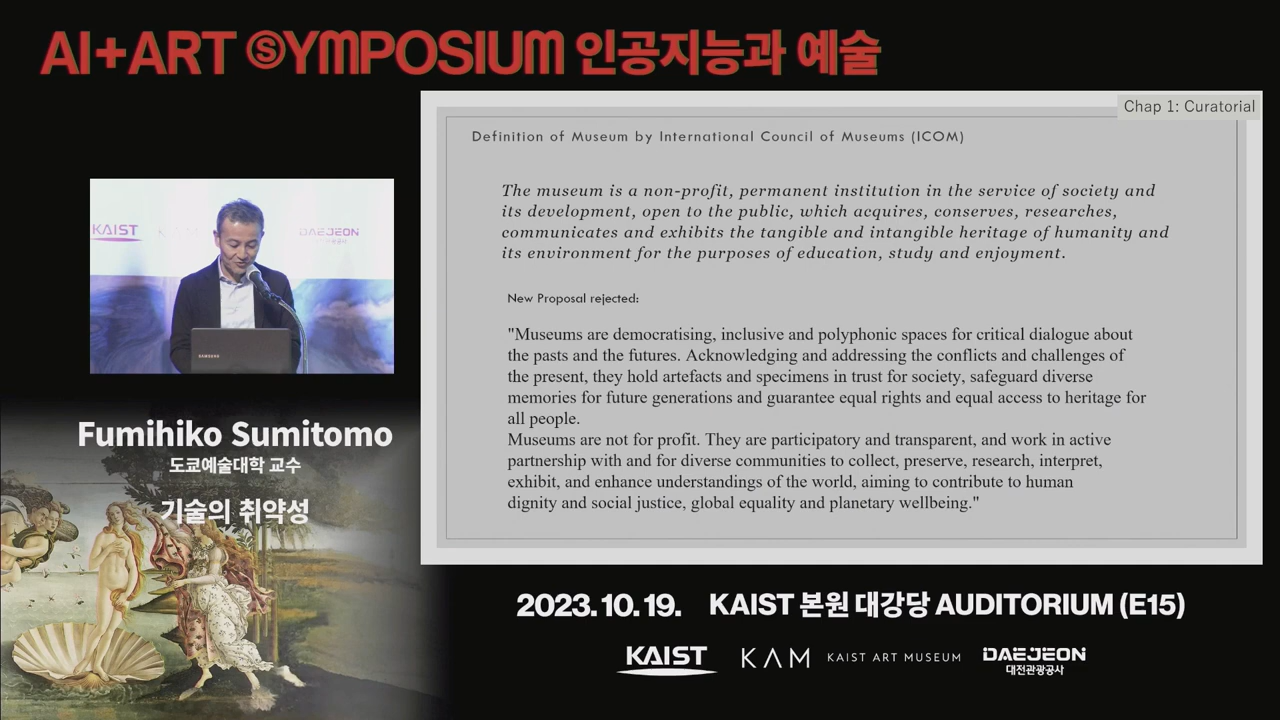 AI+ART SYMPOSIUM 인공지능과 예술
Chap 1: Curatorial
Definition of Museum by International Council of Museums (ICOM)
The museum is a non-profit, permanent institution in the service of society and
its development, open to the public, which acquires, conserves, researches,
communicates and exhibits the tangible and intangible heritage of humanity and
its environment for the purposes of education, study and enjoyment.
New Proposal rejected:
"Museums are democratising, inclusive and polyphonic spaces for critical dialogue about
the pasts and the futures. Acknowledging and addressing the conflicts and challenges of
the present, they hold artefacts and specimens in trust for society, safeguard diverse
memories for future generations and guarantee equal rights and equal access to heritage for
all people.
Museums are not for profit. They are participatory and transparent, and work in active
partnership with and for diverse communities to collect, preserve, research, interpret,
exhibit, and enhance understandings of the world, aiming to contribute to human
dignity and social justice, global equality and planetary wellbeing."
KAIST
DAEJEON
SAMSUNG
Fumihiko Sumitomo
도쿄예술대학 교수
기술의 취약성
2023.10.19. KAIST 본원 대강당 AUDITORIUM (E15)
KAIST
KAM KAIST ART MUSEUM
DAEJEON
대전관광공사